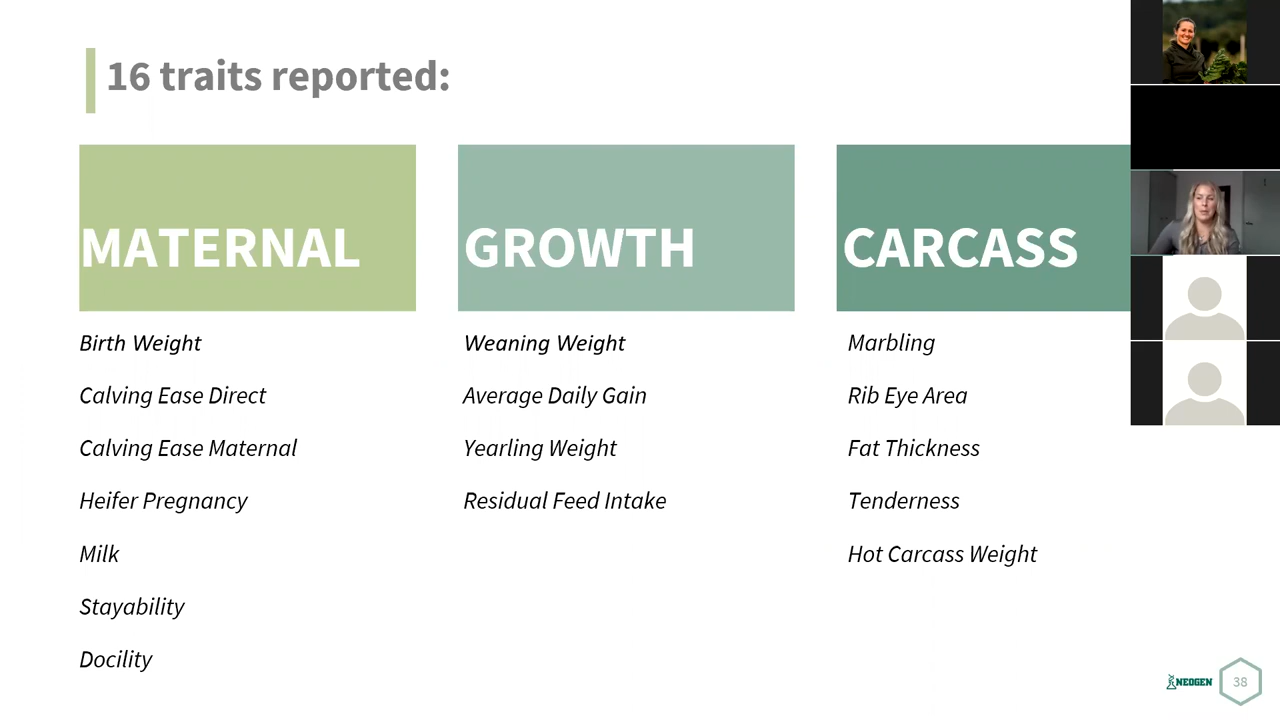 16 traits reported:
MATERNAL
Birth Weight
Calving Ease Direct
Calving Ease Maternal
Heifer Pregnancy
Milk
Stayability
Docility
GROWTH
Weaning Weight
Average Daily Gain
Yearling Weight
Residual Feed Intake
CARCASS
Marbling
Rib Eye Area
Fat Thickness
Tenderness
Hot Carcass Weight
NEOGEN
38